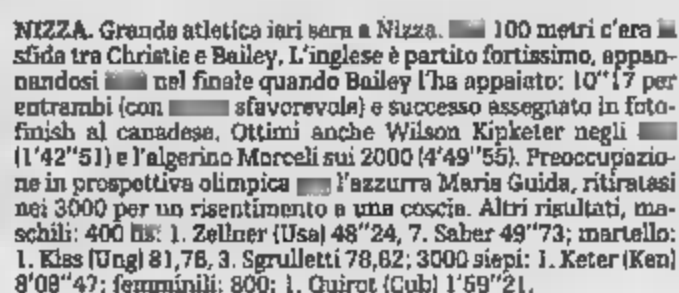 NIZZA. Grande atletica ieri sera a Nizza. 100 metri c'era
sfida tra Christie e Bailey. L'inglese è partito fortissimo, appan-
nandosi nel finale quando Bailey l'ha appaiato: 10"17 per
entrambi (con sfavorevole) e successo assegnato in foto-
finish al canadese. Ottimi anche Wilson Kipketer negli
(1'42"51) e l'algerino Morceli sui 2000 (4'49"55). Preoccupazio-
ne in prospettiva olimpica l'azzurra Maria Guida, ritiratasi
nei 3000 per un risentimento a una coscia. Altri risultati, ma-
schili: 400 1. Zellner (Usa) 48"24, 7. Saber 49"73; martello:
1. Kiss (Ung) 81,76, 3. Sgrulletti 78,62; 3000 siepi: 1. Keter (Ken)
8'08"47; femminili: 800: 1. Quirot (Cub) 1'59"21.